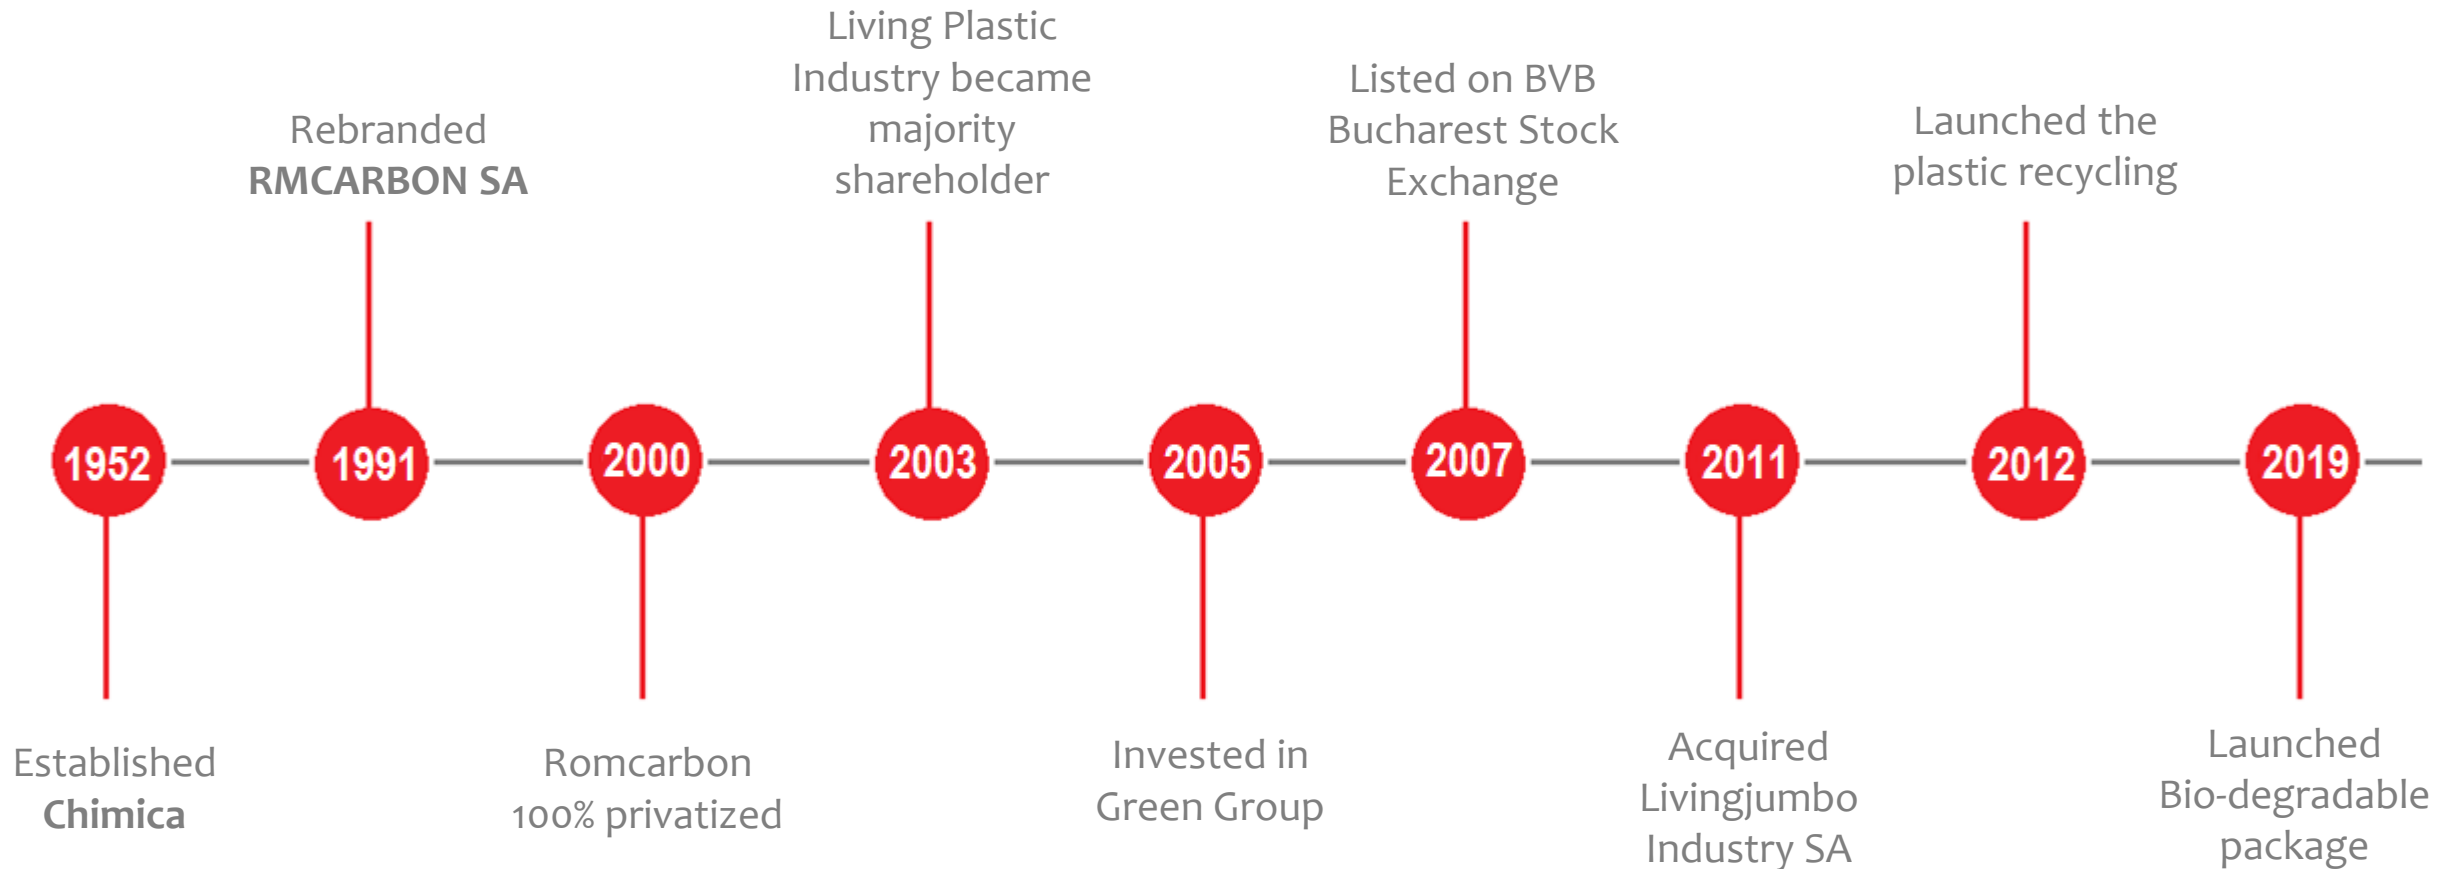 Living Plastic
Industry became
majority
shareholder
Rebranded
RMCARBON SA
Listed on BVB
Bucharest Stock
Exchange
Launched the
plastic recycling
1952
1991
2000
2003
2005
2007
2011
2012
2019
Established
Chimica
Romcarbon
100% privatized
Invested in
Green Group
Acquired
Livingjumbo
Industry SA
Launched
Bio-degradable
package